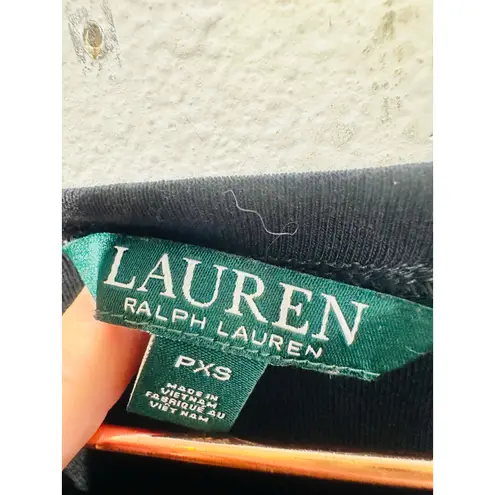 LAUREN
RALPH LAUREN
PXS
MADE IN
VIETNAM
FABRIQUÉ AU
VIET NAM